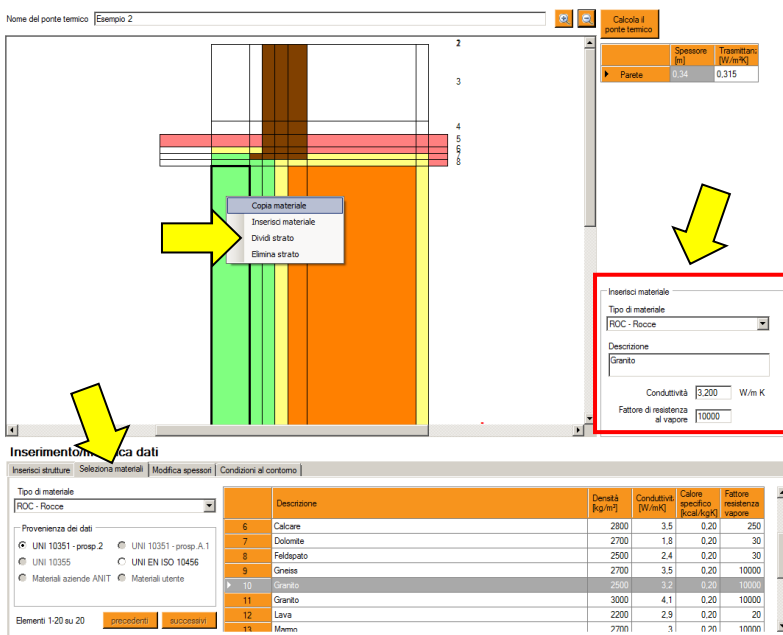 Nome del ponte termico Esempio 2
Calcola il
ponte termico
Spessore
[m]
Trasmittanz
[W/m²K]
Parete 0,34 0,315
2
3
4
5
6
7
8
Copia materiale
Inserisci materiale
Dividi strato
Elimina strato
Inserisci materiale
Tipo di materiale
ROC - Rocce
Descrizione
Granito
Conduttività 3,200 W/m K
Fattore di resistenza
al vapore 10000
Inserimento/modifica dati
Inserisci strutture Seleziona materiali Modifica spessori Condizioni al contorno
Tipo di materiale
ROC - Rocce
Provenienza dei dati
UNI 10351 - prosp.2 UNI 10351 - prosp.A.1
UNI 10355 UNI EN ISO 10456
Materiali aziende ANIT Materiali utente
Elementi 1-20 su 20 precedenti successivi
Descrizione
Densità
[kg/m³]
Conduttivit
[W/mK]
Calore
specifico
[kcal/kgK]
Fattore
resistenza
vapore
6 Calcare 2800 3,5 0,20 250
7 Dolomite 2700 1,8 0,20 30
8 Feldspato 2500 2,4 0,20 30
9 Gneiss 2700 3,5 0,20 10000
10 Granito 2500 3,2 0,20 10000
11 Granito 3000 4,1 0,20 10000
12 Lava 2200 2,9 0,20 20
13 Marmo 2700 3 0,20 10000